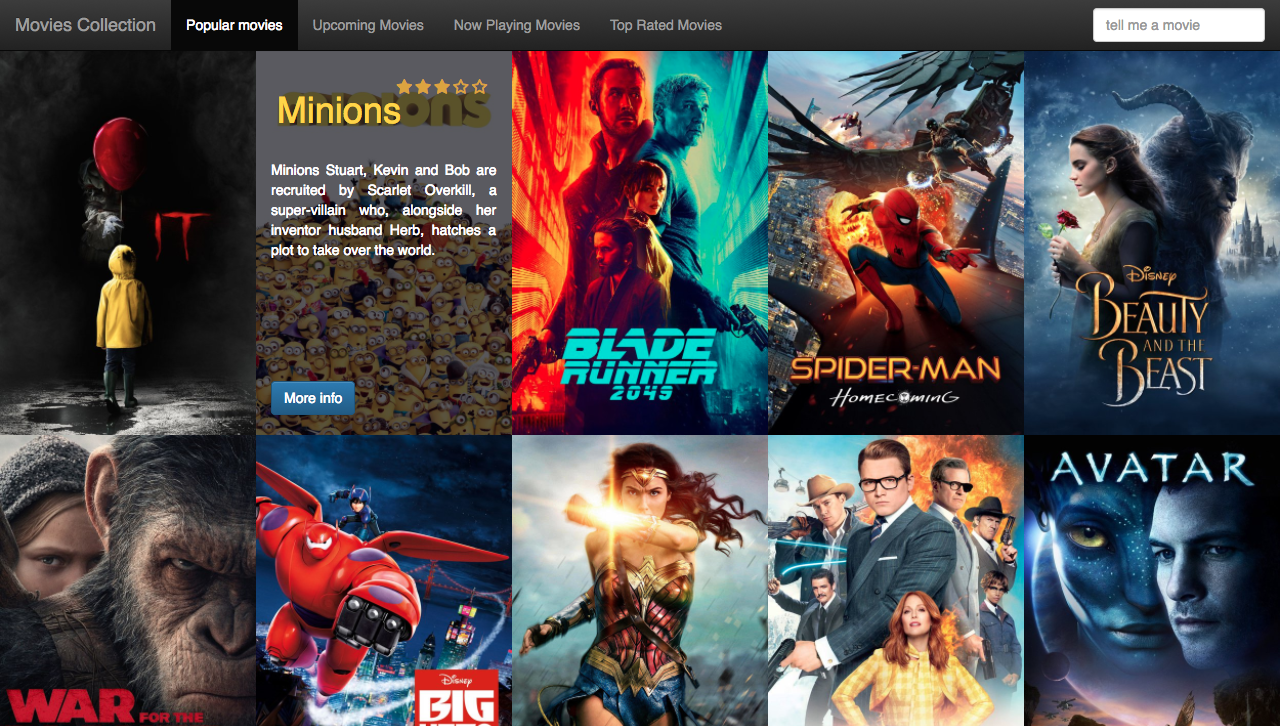 Movies Collection
Popular movies
Upcoming Movies
Now Playing Movies
Top Rated Movies
tell me a movie
IT
Minions
Minions Stuart, Kevin and Bob are
recruited by Scarlet Overkill, a
super-villain who, alongside her
inventor husband Herb, hatches a
plot to take over the world.
More info
BLADE
RUNNER
2049
SPIDER-MAN
HOMECOMING
DISNEY
BEAUTY
AND THE
BEAST
WAR FOR THE
DISNEY
BIG
AVATAR